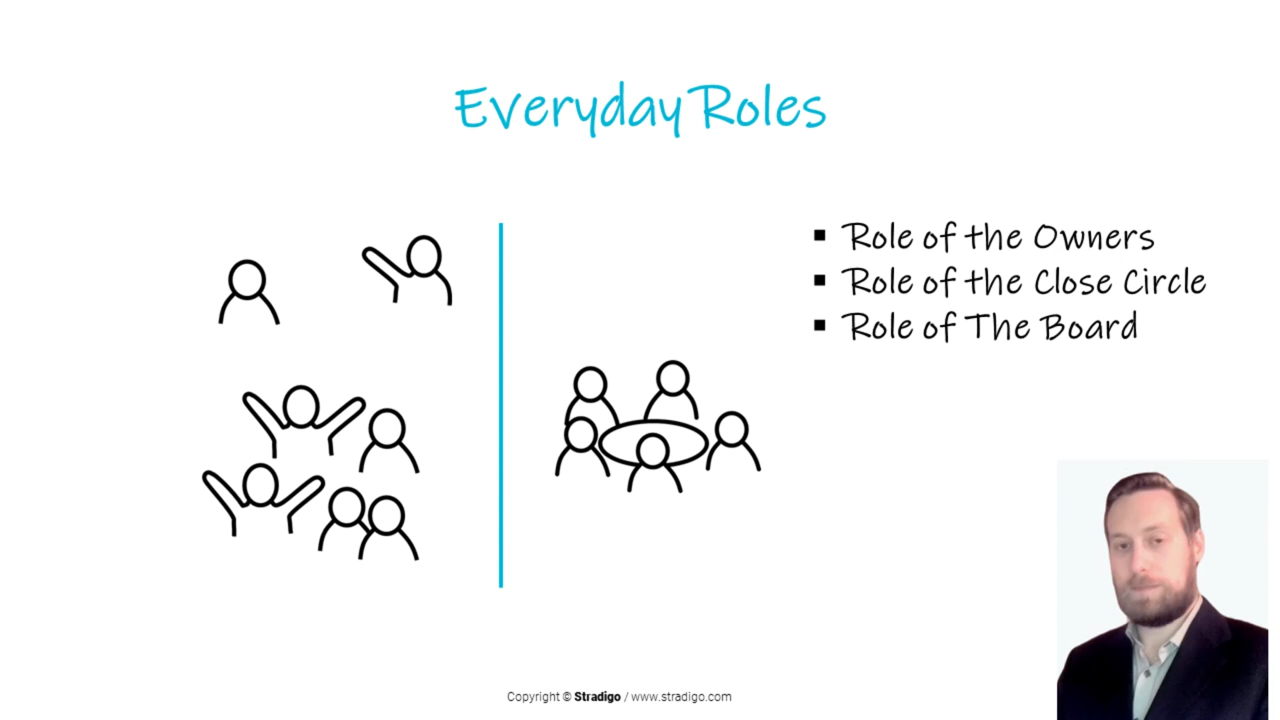 Everyday Roles
▪ Role of the Owners
▪ Role of the Close Circle
▪ Role of The Board
Copyright © Stradigo / www.stradigo.com